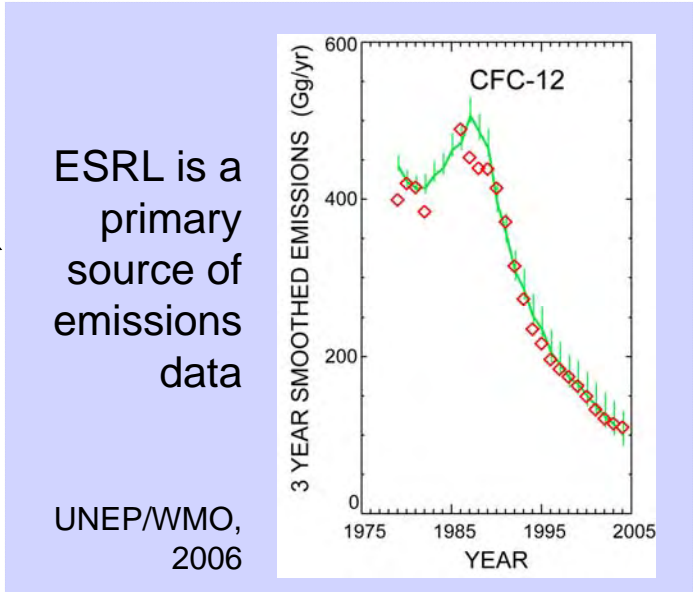 ESRL is a
primary
source of
emissions
data
UNEP/WMO,
2006
CFC-12
3 YEAR SMOOTHED EMISSIONS (Gg/yr)
600
400
200
0
1975
1985
1995
2005
YEAR